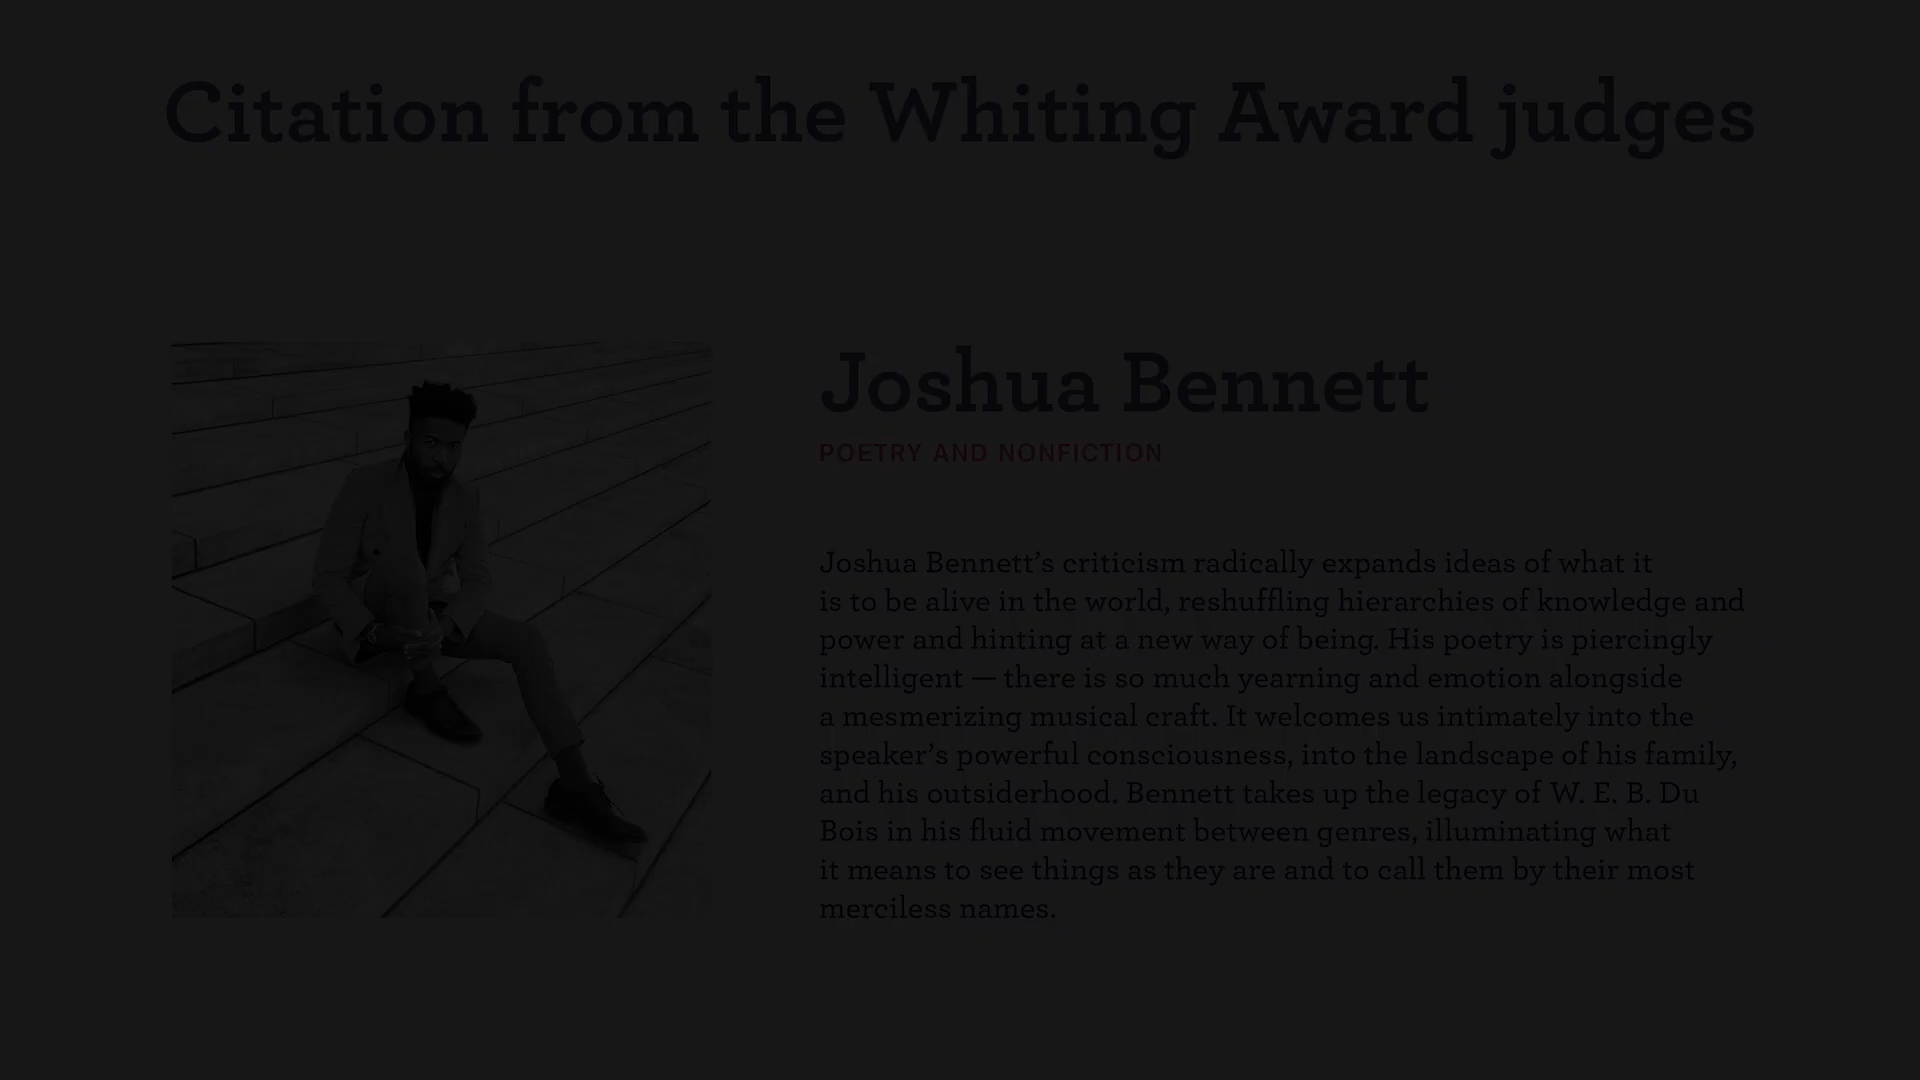 Citation from the Whiting Award judges
Joshua Bennett
POETRY AND NONFICTION
Joshua Bennett’s criticism radically expands ideas of what it
is to be alive in the world, reshuffling hierarchies of knowledge and
power and hinting at a new way of being. His poetry is piercingly
intelligent — there is so much yearning and emotion alongside
a mesmerizing musical craft. It welcomes us intimately into the
speaker’s powerful consciousness, into the landscape of his family,
and his outsiderhood. Bennett takes up the legacy of W. E. B. Du
Bois in his fluid movement between genres, illuminating what
it means to see things as they are and to call them by their most
merciless names.